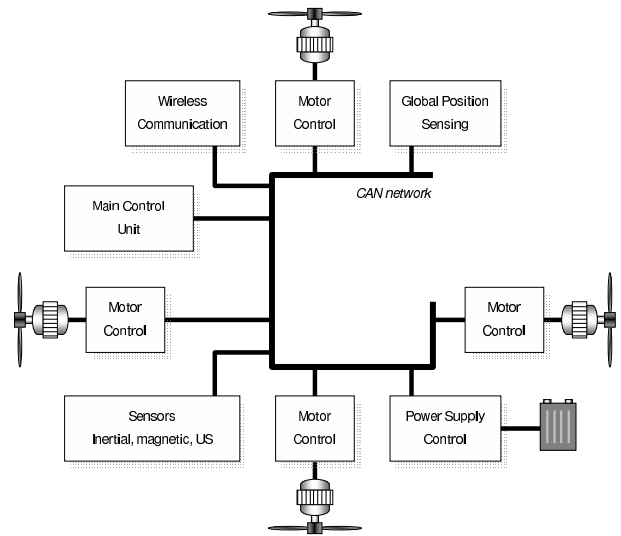 Wireless
Communication
Motor
Control
Global Position
Sensing
CAN network
Main Control
Unit
Motor
Control
Motor
Control
Sensors
Inertial, magnetic, US
Motor
Control
Power Supply
Control